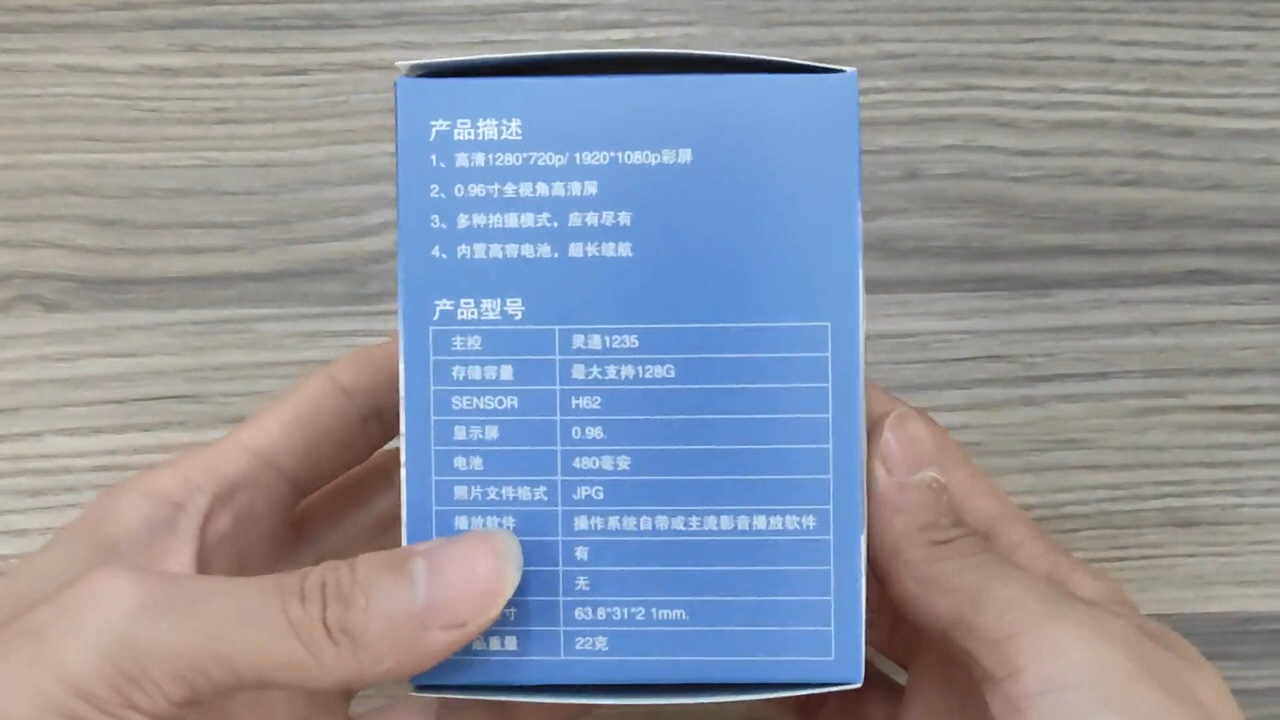 产品描述
1、高清1280*720p/ 1920*1080p彩屏
2、0.96寸全视角高清屏
3、多种拍摄模式，应有尽有
4、内置高容电池，超长续航
产品型号
主控 灵通1235
存储容量 最大支持128G
SENSOR H62
显示屏 0.96.
电池 480毫安
照片文件格式 JPG
播放软件 操作系统自带或主流影音播放软件
有
无
寸 63.8*31*2 1mm.
品重量 22克